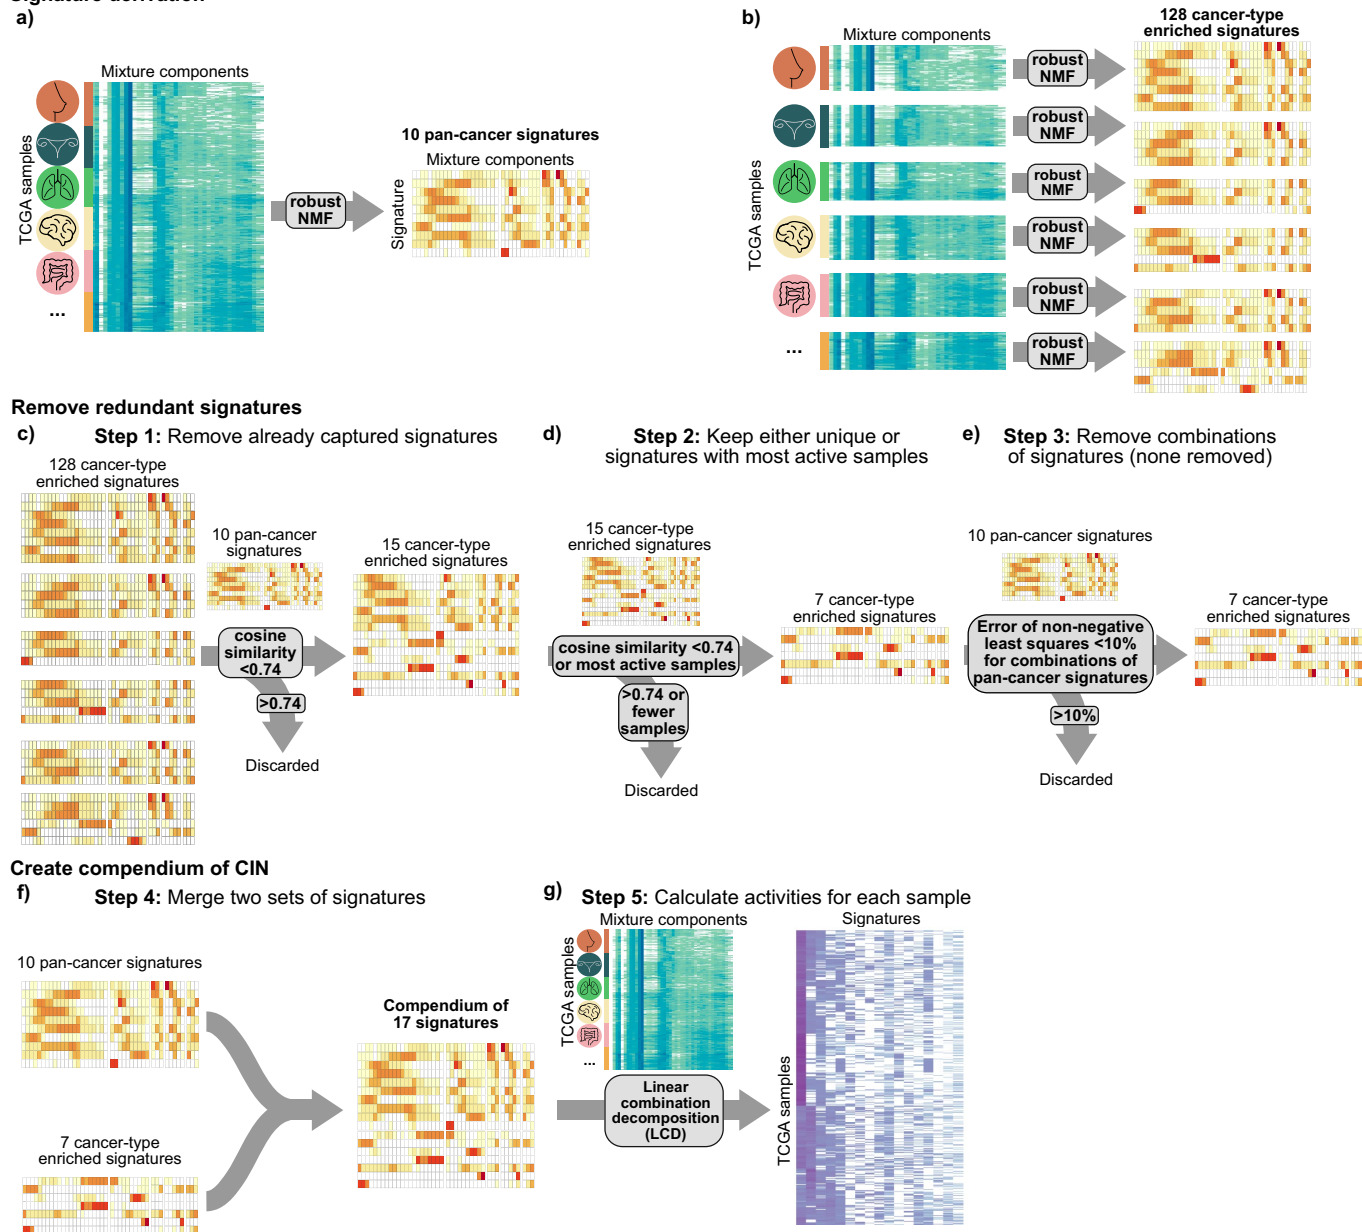 Signature derivation
a)
Mixture components
TCGA samples
...
robust
NMF
10 pan-cancer signatures
Mixture components
Signature
b)
Mixture components
128 cancer-type
enriched signatures
TCGA samples
robust
NMF
robust
NMF
robust
NMF
robust
NMF
robust
NMF
...
robust
NMF
Remove redundant signatures
c)
Step 1: Remove already captured signatures
128 cancer-type
enriched signatures
10 pan-cancer
signatures
15 cancer-type
enriched signatures
cosine
similarity
<0.74
>0.74
Discarded
d)
Step 2: Keep either unique or
signatures with most active samples
15 cancer-type
enriched signatures
7 cancer-type
enriched signatures
cosine similarity <0.74
or most active samples
>0.74 or
fewer
samples
Discarded
e)
Step 3: Remove combinations
of signatures (none removed)
10 pan-cancer signatures
7 cancer-type
enriched signatures
Error of non-negative
least squares <10%
for combinations of
pan-cancer signatures
>10%
Discarded
Create compendium of CIN
f)
Step 4: Merge two sets of signatures
10 pan-cancer signatures
Compendium of
17 signatures
7 cancer-type
enriched signatures
g)
Step 5: Calculate activities for each sample
Mixture components
Signatures
TCGA samples
...
Linear
combination
decomposition
(LCD)
TCGA samples